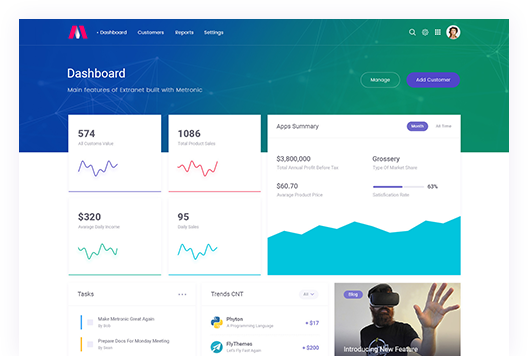 Dashboard
Customers
Reports
Settings
Dashboard
Main features of Extranet built with Metronic
Manage
Add Customer
574
All Customs Value
1086
Total Product Sales
$320
Average Daily Income
95
Daily Sales
Apps Summary
Month
All Time
$3,800,000
Total Annual Profit Before Tax
Grossery
Type Of Market Share
$60.70
Avarage Product Price
63%
Satisfication Rate
Tasks
Make Metronic Great Again
By Bob
Prepare Docs For Monday Meeting
By Sean
Trends CNT
All
Phyton
A Programming Language
+ $17
FlyThemes
Let's Fly Fast Again
+ $200
Blog
Introducing New Feature